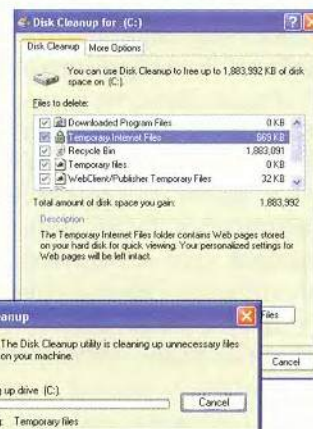 Disk Cleanup for (C:)
Disk Cleanup More Options
You can use Disk Cleanup to free up to 1,883,992 KB of disk
space on (C:).
Files to delete:
Downloaded Program Files 0 KB
Temporary Internet Files 869 KB
Recycle Bin 1,883,091
Temporary files 0 KB
WebClient/Publisher Temporary Files 32 KB
Total amount of disk space you gain: 1,883,992
Description
The Temporary Internet Files folder contains Web pages stored
on your hard disk for quick viewing. Your personalized settings for
Web pages will be left intact.
Files
Cancel
anup
The Disk Cleanup utility is cleaning up unnecessary files
on your machine.
g up drive (C:).
Cancel
Temporary files